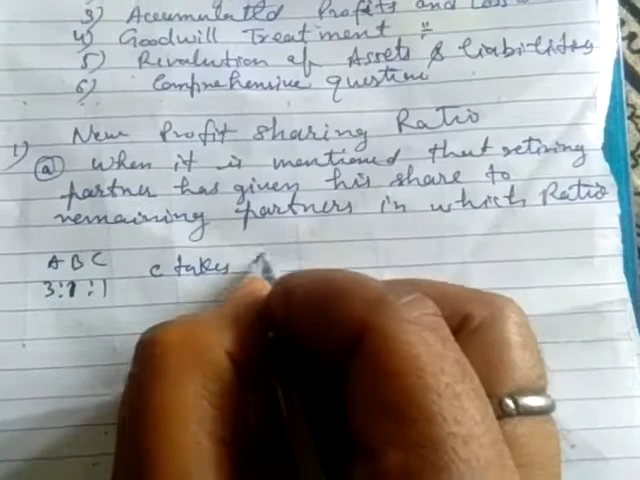 3) Accumulated Profits and Loss
4) Goodwill Treatment =
5) Revaluation of Assets & liabilities
6) Comprehensive question
1) New Profit sharing Ratio
(a) When it is mentioned that retiring
partner has given his share to
remaining partners in which Ratio
A B C
3:1:1
c takes